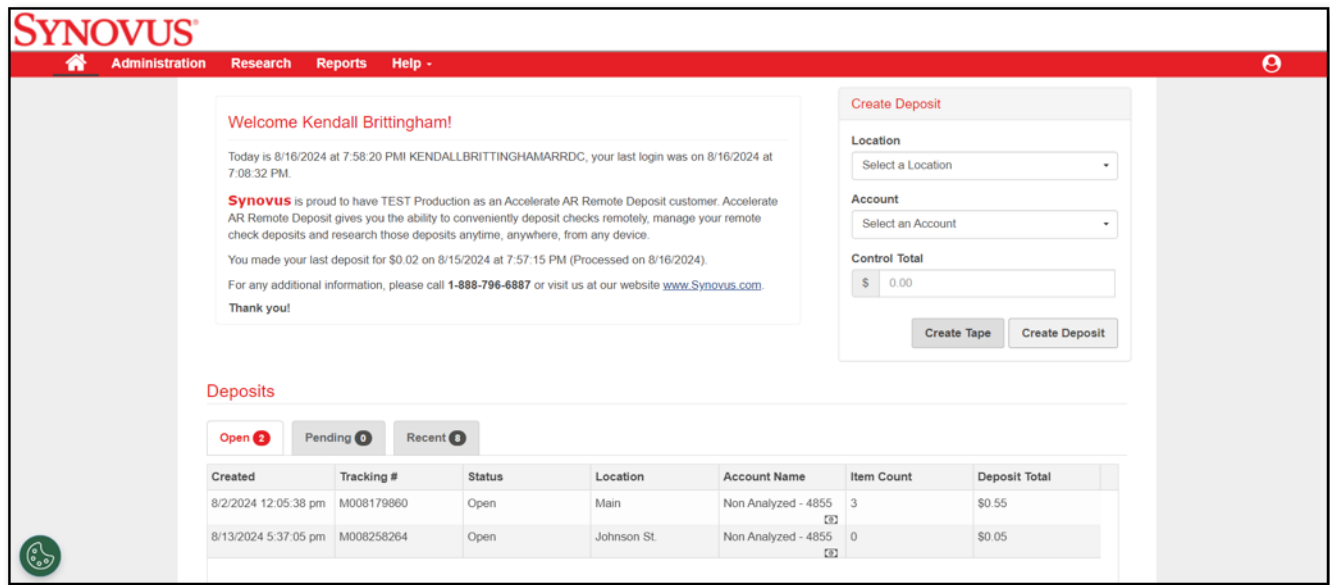 SYNOVUS®
Administration Research Reports Help -
Welcome Kendall Brittingham!
Today is 8/16/2024 at 7:58:20 PMI KENDALLBRITTINGHAMARRDC, your last login was on 8/16/2024 at
7:08:32 PM.
Synovus is proud to have TEST Production as an Accelerate AR Remote Deposit customer. Accelerate
AR Remote Deposit gives you the ability to conveniently deposit checks remotely, manage your remote
check deposits and research those deposits anytime, anywhere, from any device.
You made your last deposit for $0.02 on 8/15/2024 at 7:57:15 PM (Processed on 8/16/2024).
For any additional information, please call 1-888-796-6887 or visit us at our website www.Synovus.com.
Thank you!
Create Deposit
Location
Select a Location
Account
Select an Account
Control Total
$ 0.00
Create Tape Create Deposit
Deposits
Open 2 Pending 0 Recent 8
Created Tracking # Status Location Account Name Item Count Deposit Total
8/2/2024 12:05:38 pm M008179860 Open Main Non Analyzed - 4855 3 $0.55
8/13/2024 5:37:05 pm M008258264 Open Johnson St. Non Analyzed - 4855 0 $0.05